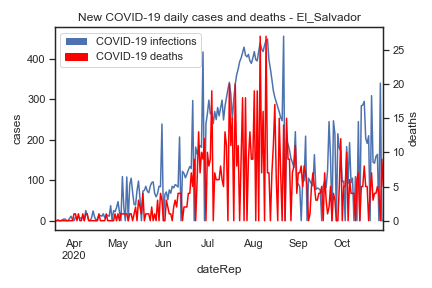 New COVID-19 daily cases and deaths - El_Salvador
COVID-19 infections
COVID-19 deaths
400
300
200
100
0
cases
25
20
15
10
5
0
deaths
Apr May Jun Jul Aug Sep Oct
2020
dateRep